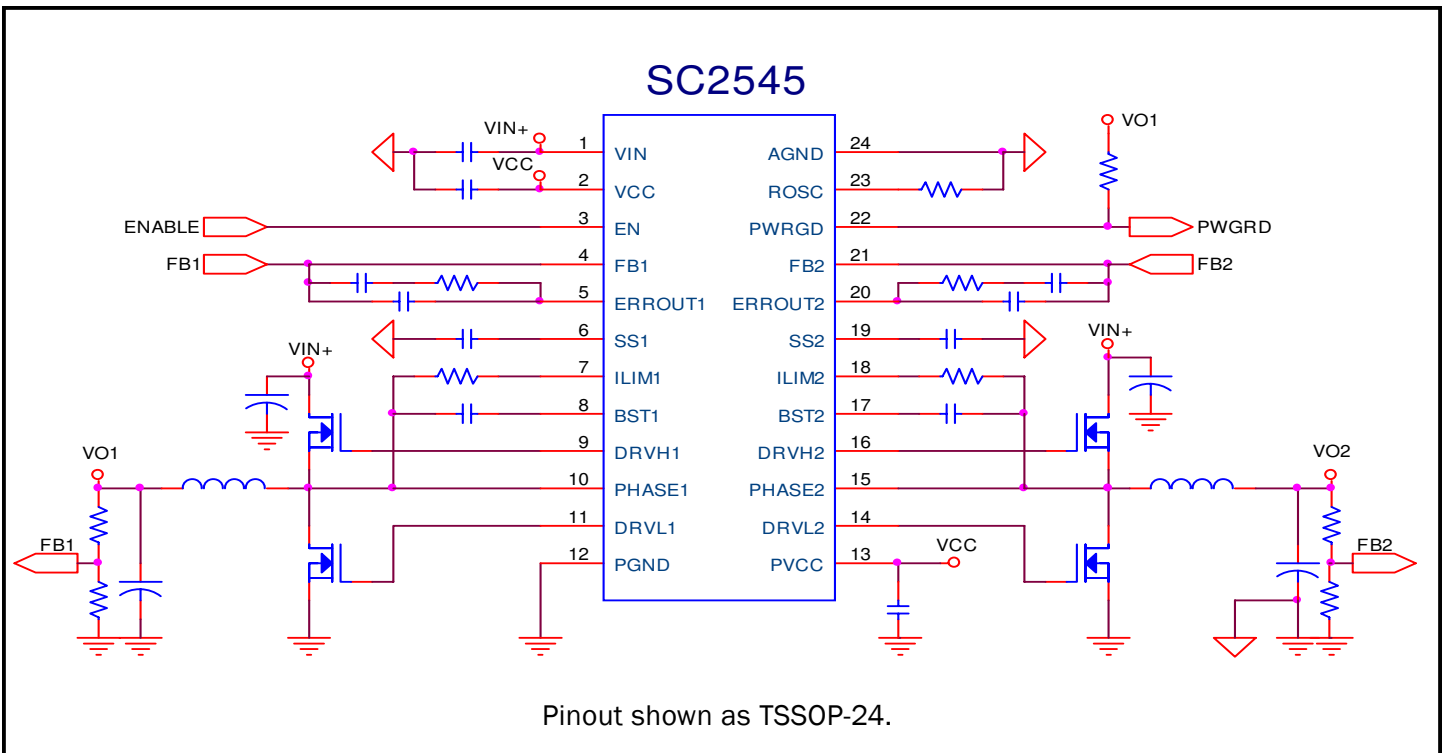 SC2545
VIN+
1
VIN
VCC
2
VCC
ENABLE
3
EN
FB1
4
FB1
5
ERROUT1
6
SS1
VIN+
7
ILIM1
8
BST1
9
DRVH1
VO1
10
PHASE1
11
DRVL1
FB1
12
PGND
AGND
24
VO1
ROSC
23
PWRGD
22
PWGRD
FB2
21
FB2
ERROUT2
20
SS2
19
VIN+
ILIM2
18
BST2
17
DRVH2
16
VO2
PHASE2
15
DRVL2
14
FB2
PVCC
13
VCC
Pinout shown as TSSOP-24.